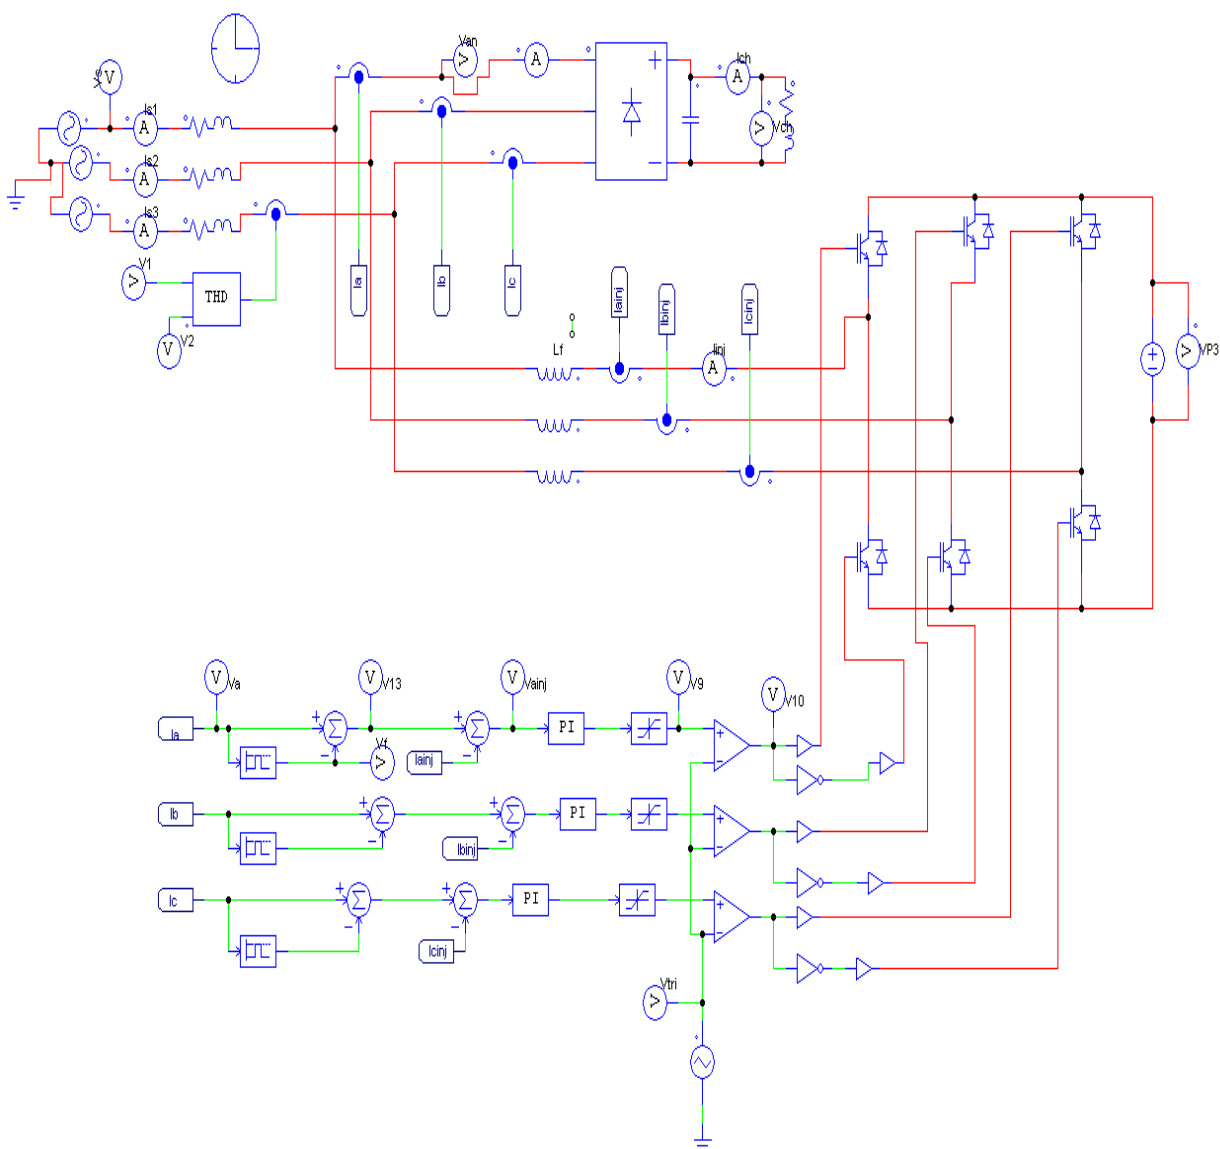 Van
A
Ich
A
V
Vch
V
Is1
A
Is2
A
Is3
A
V1
V
THD
V
V2
Ia
Ib
Ic
Iainj
Ibinj
Icinj
Lf
Iinj
A
V
VP3
V
Va
V
V13
V
Vainj
V
V9
V
V10
Ia
Vf
V
Iainj
PI
Ib
Ibinj
PI
Ic
Icinj
PI
Vtri
V